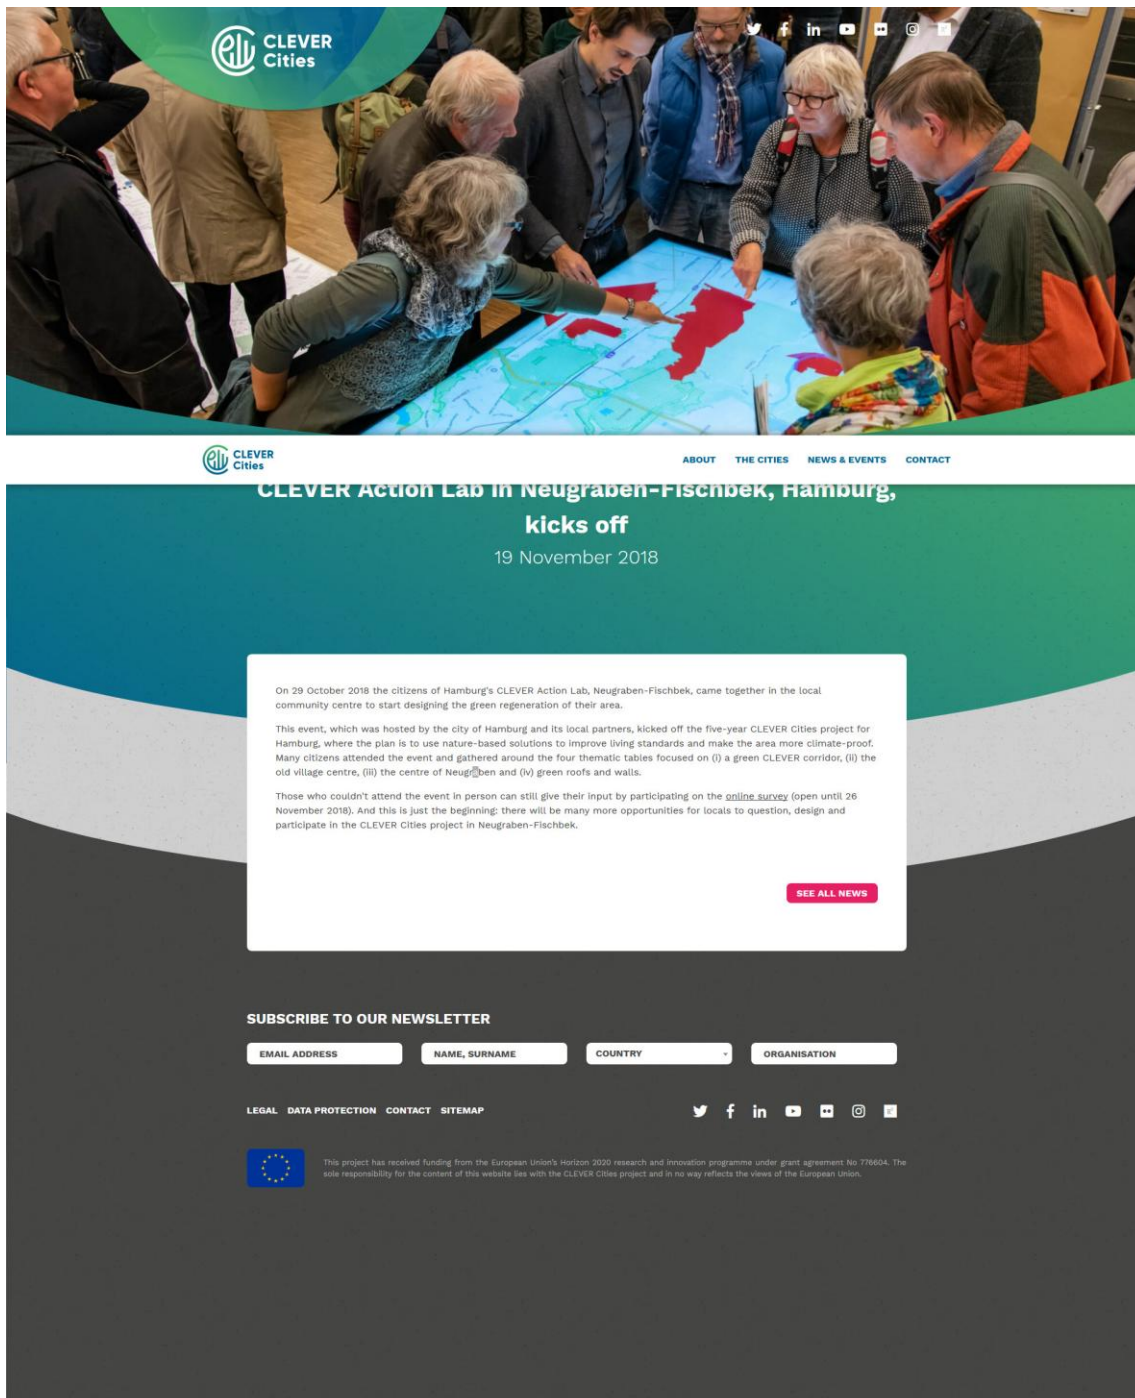 CLEVER
Cities
CLEVER
Cities
ABOUT THE CITIES NEWS & EVENTS CONTACT
CLEVER Action Lab in Neugraben-Fischbek, Hamburg,
kicks off
19 November 2018
On 29 October 2018 the citizens of Hamburg's CLEVER Action Lab, Neugraben-Fischbek, came together in the local
community centre to start designing the green regeneration of their area.
This event, which was hosted by the city of Hamburg and its local partners, kicked off the five-year CLEVER Cities project for
Hamburg, where the plan is to use nature-based solutions to improve living standards and make the area more climate-proof.
Many citizens attended the event and gathered around the four thematic tables focused on (i) a green CLEVER corridor, (ii) the
old village centre, (iii) the centre of Neugraben and (iv) green roofs and walls.
Those who couldn't attend the event in person can still give their input by participating on the online survey (open until 26
November 2018). And this is just the beginning: there will be many more opportunities for locals to question, design and
participate in the CLEVER Cities project in Neugraben-Fischbek.
SEE ALL NEWS
SUBSCRIBE TO OUR NEWSLETTER
EMAIL ADDRESS NAME, SURNAME COUNTRY ORGANISATION
LEGAL DATA PROTECTION CONTACT SITEMAP
This project has received funding from the European Union's Horizon 2020 research and innovation programme under grant agreement No 776604. The
sole responsibility for the content of this website lies with the CLEVER Cities project and in no way reflects the views of the European Union.